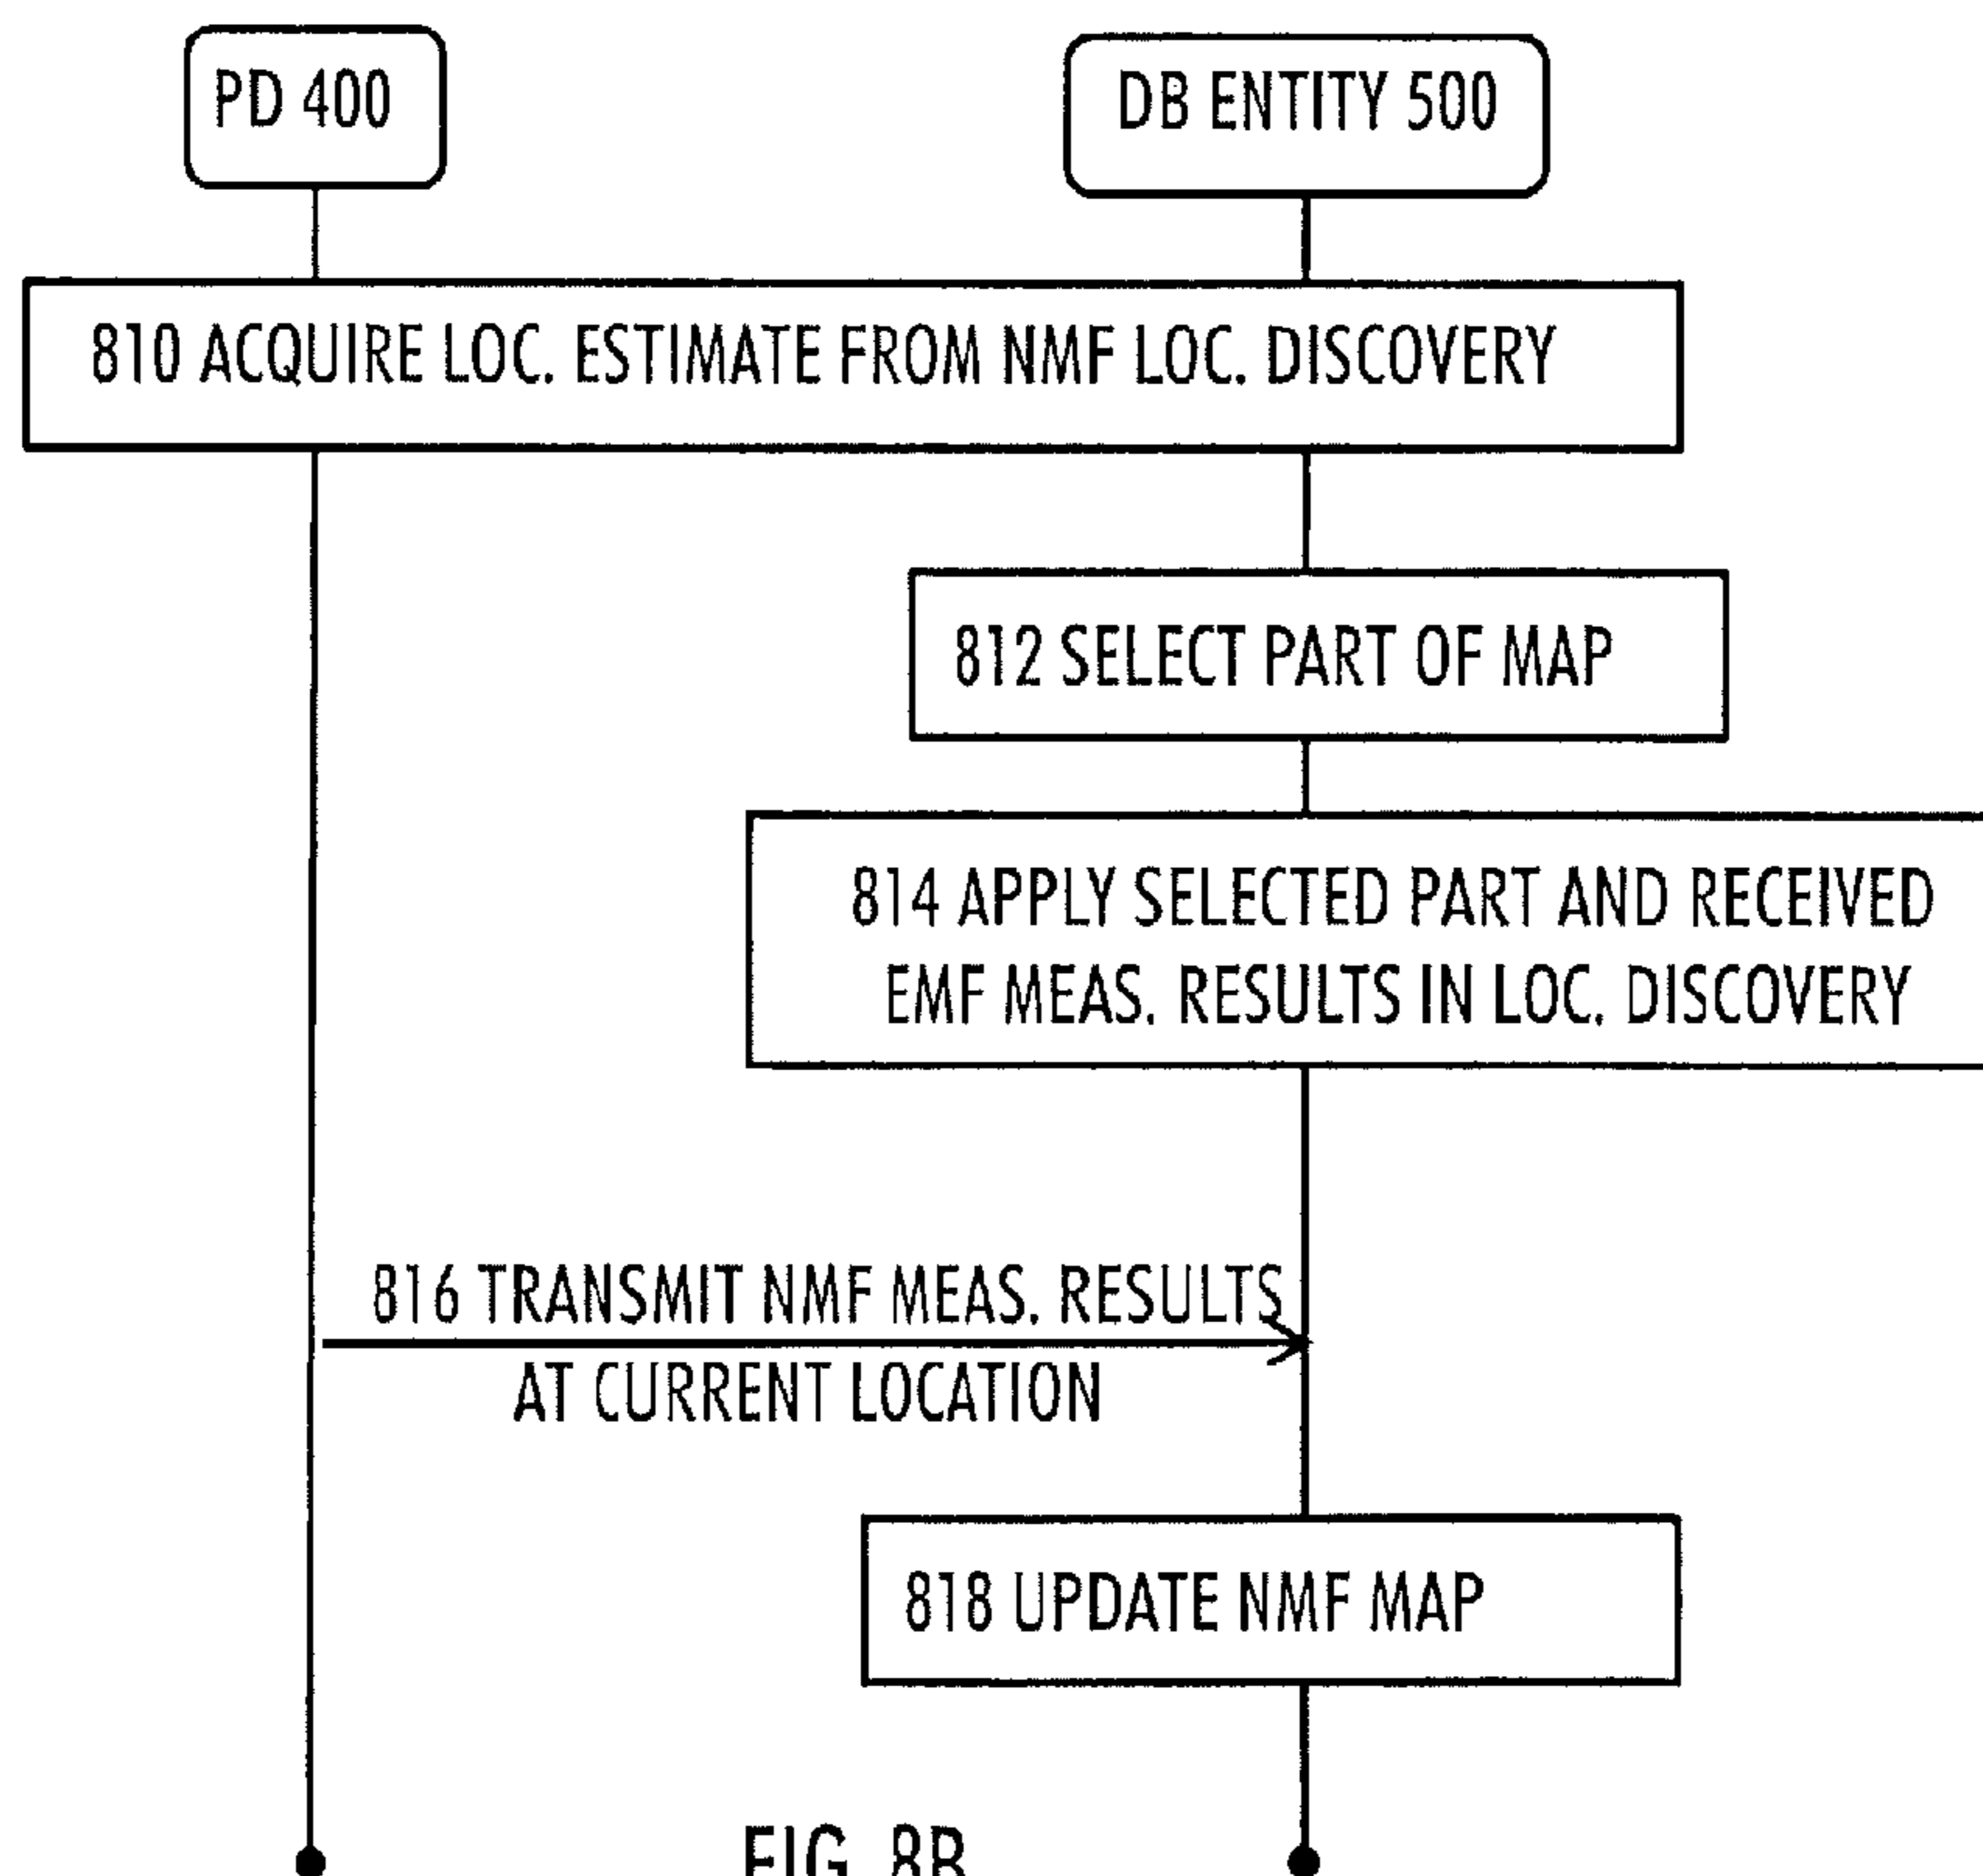 PD 400
DB ENTITY 500
810 ACQUIRE LOC. ESTIMATE FROM NMF LOC. DISCOVERY
812 SELECT PART OF MAP
814 APPLY SELECTED PART AND RECEIVED
EMF MEAS. RESULTS IN LOC. DISCOVERY
816 TRANSMIT NMF MEAS. RESULTS
AT CURRENT LOCATION
818 UPDATE NMF MAP
FIG. 8B